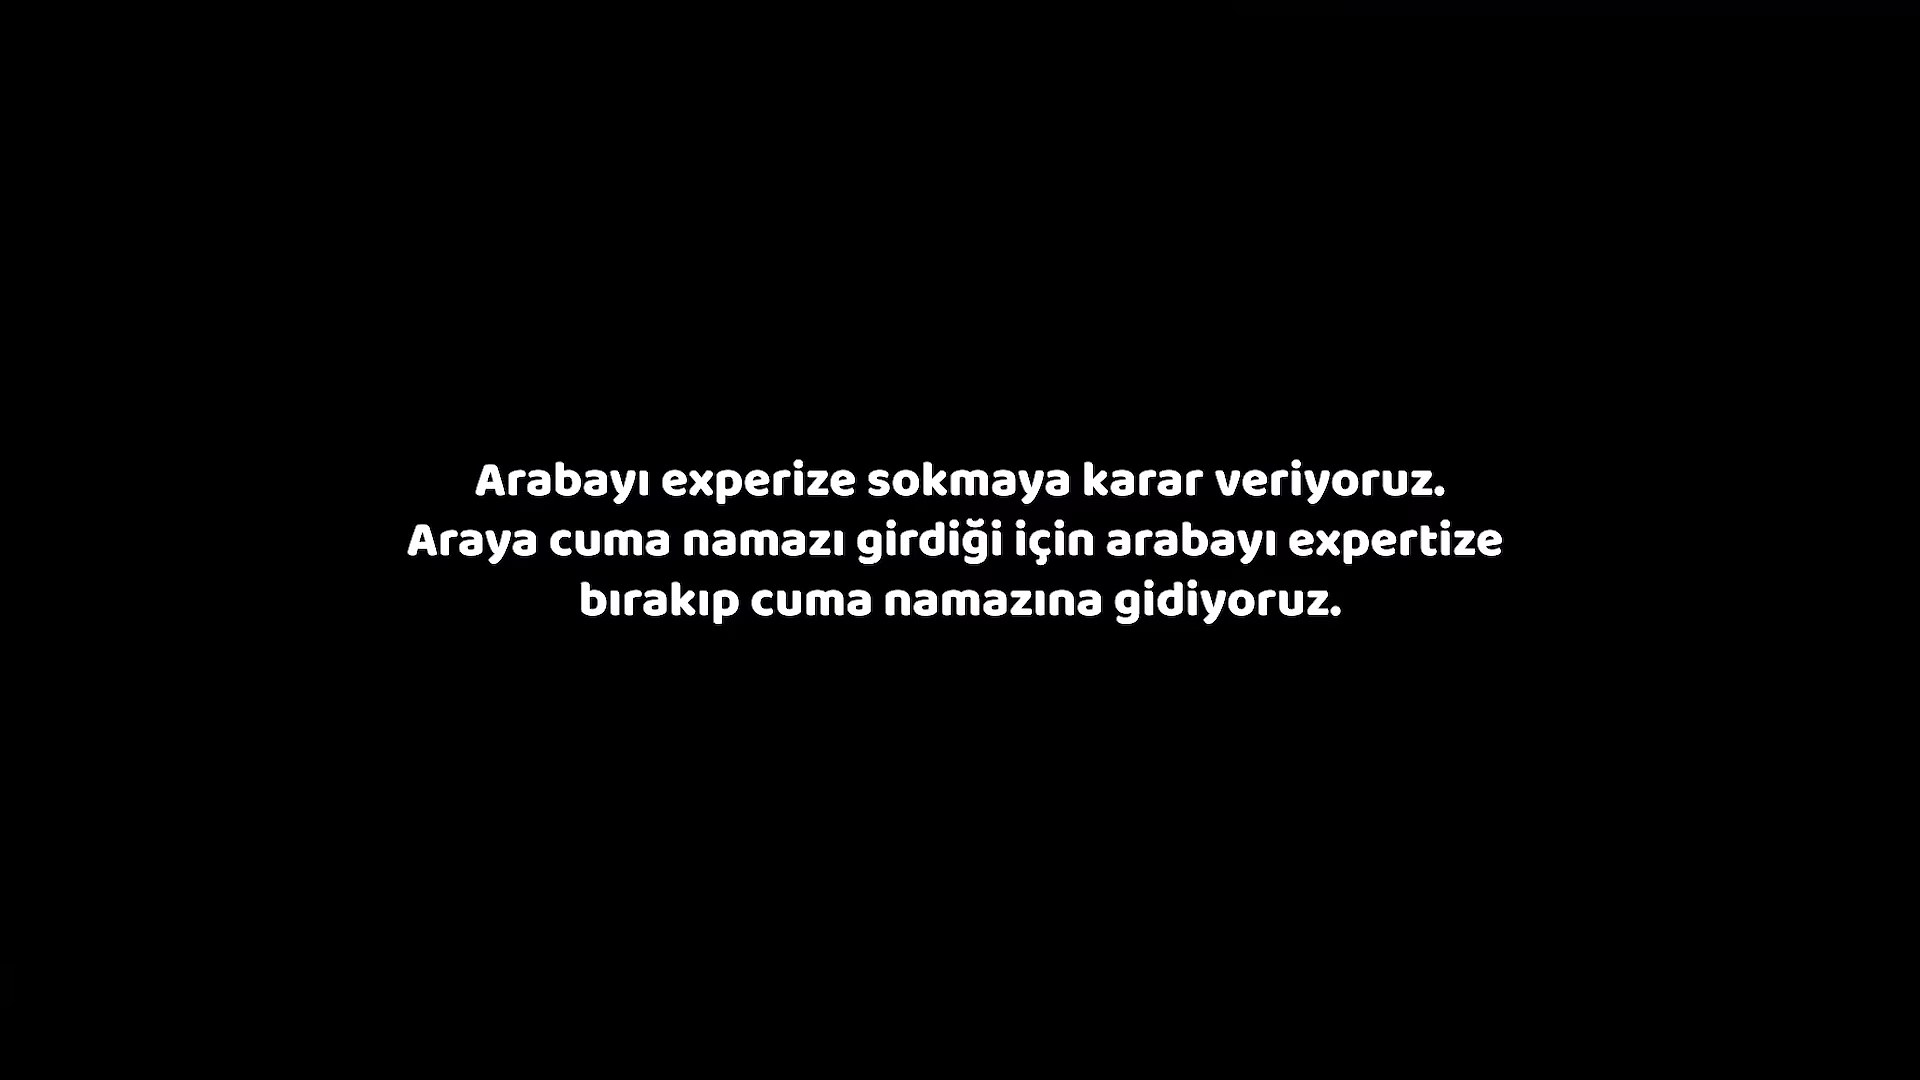 Arabayı experize sokmaya karar veriyoruz.
Araya cuma namazı girdiği için arabayı expertize
bırakıp cuma namazına gidiyoruz.